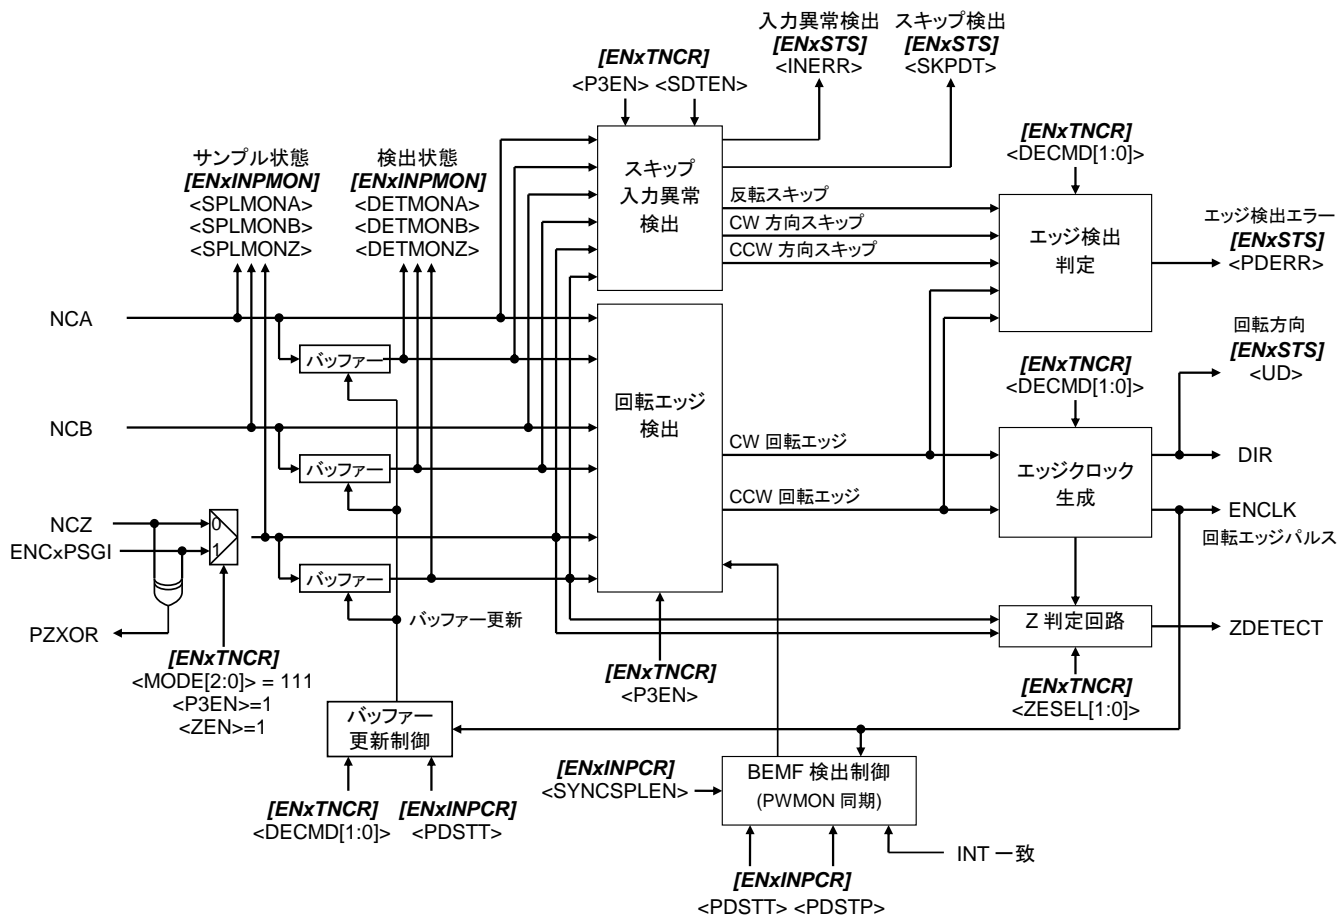 入力異常検出
[ENxSTS]
<INERR>
スキップ検出
[ENxSTS]
<SKPDT>
[ENxTNCR]
<P3EN> <SDTEN>
サンプル状態
[ENxINPMON]
<SPLMONA>
<SPLMONB>
<SPLMONZ>
検出状態
[ENxINPMON]
<DETMONA>
<DETMONB>
<DETMONZ>
スキップ
入力異常
検出
反転スキップ
CW 方向スキップ
CCW 方向スキップ
[ENxTNCR]
<DECMD[1:0]>
エッジ検出
判定
エッジ検出エラー
[ENxSTS]
<PDERR>
NCA
バッファー
回転エッジ
検出
[ENxTNCR]
<DECMD[1:0]>
回転方向
[ENxSTS]
<UD>
NCB
バッファー
CW 回転エッジ
CCW 回転エッジ
エッジクロック
生成
DIR
ENCLK
回転エッジパルス
NCZ
ENCxPSGI
0
1
バッファー
バッファー更新
PZXOR
Z 判定回路
ZDETECT
[ENxTNCR]
<MODE[2:0]> = 111
<P3EN>=1
<ZEN>=1
[ENxTNCR]
<P3EN>
[ENxTNCR]
<ZESEL[1:0]>
バッファー
更新制御
[ENxTNCR]
<DECMD[1:0]>
[ENxINPCR]
<PDSTT>
[ENxINPCR]
<SYNCSPLEN>
BEMF 検出制御
(PWMON 同期)
INT 一致
[ENxINPCR]
<PDSTT> <PDSTP>